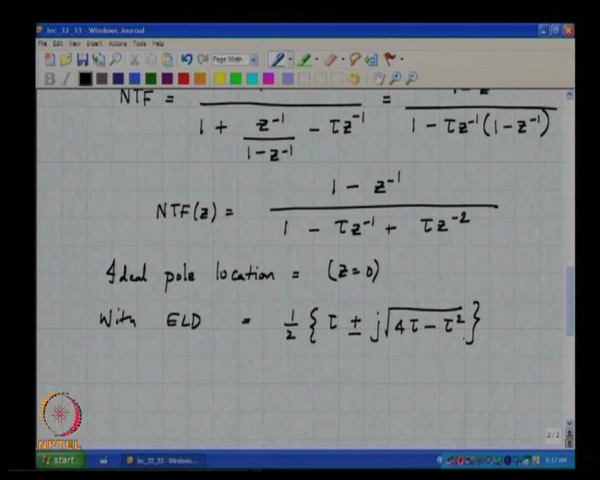 lec_32_33 - Windows Journal
File Edit View Insert Actions Tools Help
Page Width
B I
NTF = 1 + z⁻¹/(1 - z⁻¹) - τz⁻¹ = 1 - τz⁻¹(1 - z⁻¹)
NTF(z) = (1 - z⁻¹)/(1 - τz⁻¹ + τz⁻²)
Ideal pole location = (z=0)
With ELD = 1/2 { τ ± j√(4τ - τ²) }
2/2
NPTEL
start lec_32_33 - Windows...